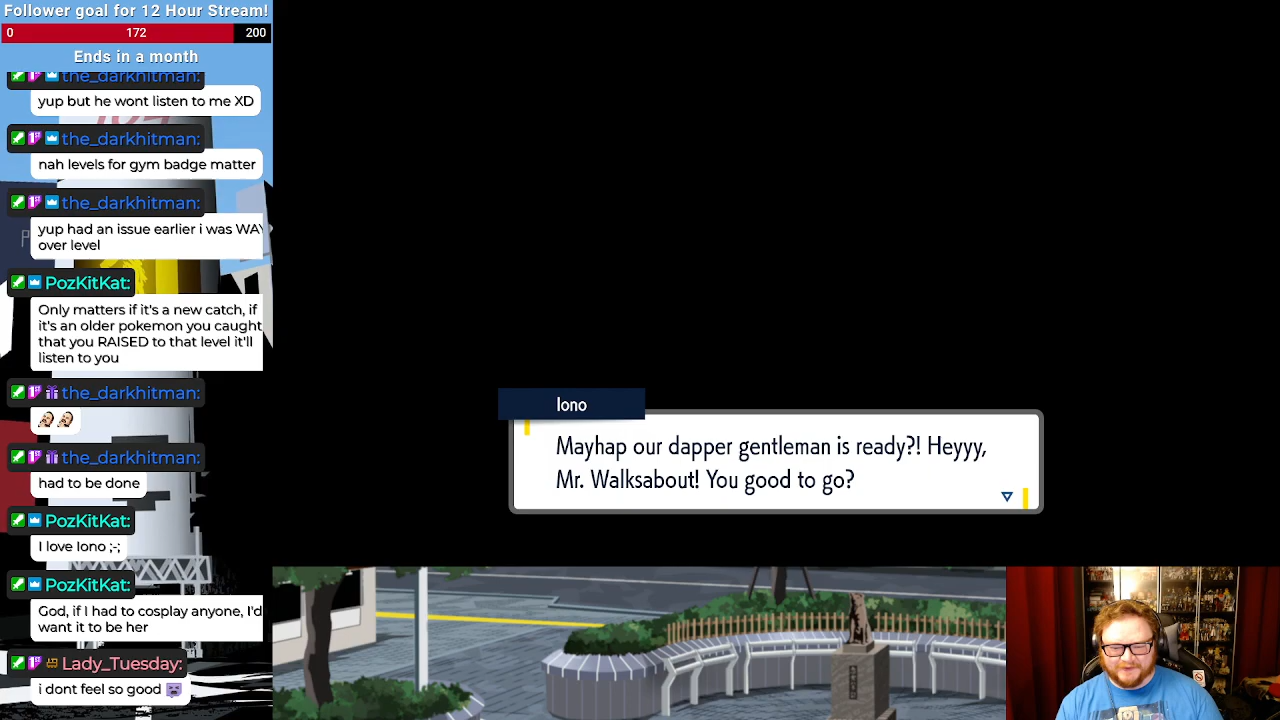 Follower goal for 12 Hour Stream!
0 172 200
Ends in a month
the_darkhitman:
yup but he wont listen to me XD
the_darkhitman:
nah levels for gym badge matter
the_darkhitman:
yup had an issue earlier i was WAY
over level
PozKitKat:
Only matters if it's a new catch, if
it's an older pokemon you caught
that you RAISED to that level it'll
listen to you
the_darkhitman:
the_darkhitman:
had to be done
PozKitKat:
I love Iono ;-;
PozKitKat:
God, if I had to cosplay anyone, I'd
want it to be her
Lady_Tuesday:
i dont feel so good
Iono
Mayhap our dapper gentleman is ready?! Heyyy,
Mr. Walksabout! You good to go?